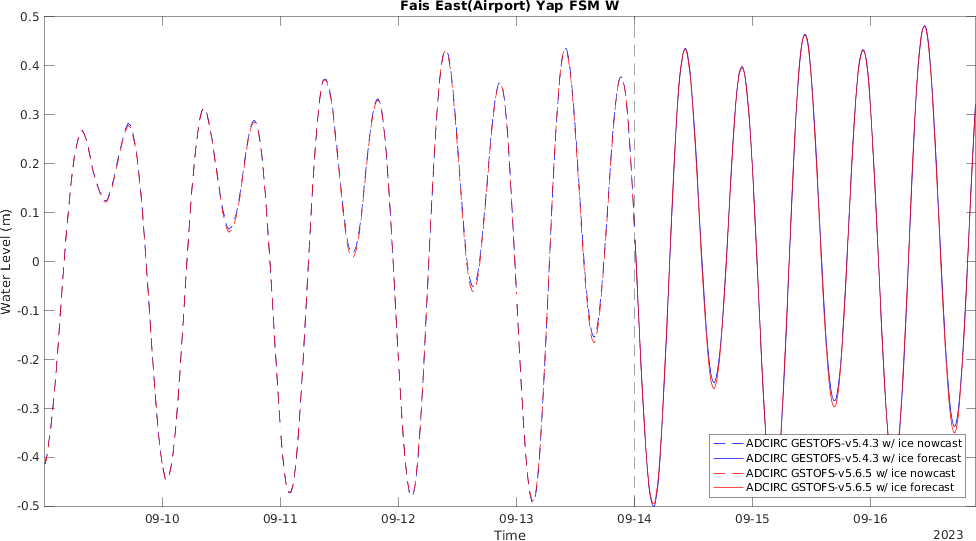 Fais East(Airport) Yap FSM W
0.5
0.4
0.3
0.2
0.1
0
-0.1
-0.2
-0.3
-0.4
-0.5
Water Level (m)
ADCIRC GESTOFS-v5.4.3 w/ ice nowcast
ADCIRC GESTOFS-v5.4.3 w/ ice forecast
ADCIRC GSTOFS-v5.6.5 w/ ice nowcast
ADCIRC GSTOFS-v5.6.5 w/ ice forecast
09-10 09-11 09-12 09-13 09-14 09-15 09-16
Time
2023